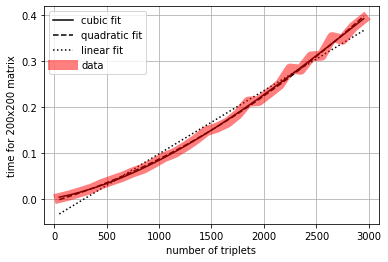 cubic fit
quadratic fit
linear fit
data
time for 200x200 matrix
0.4
0.3
0.2
0.1
0.0
0 500 1000 1500 2000 2500 3000
number of triplets